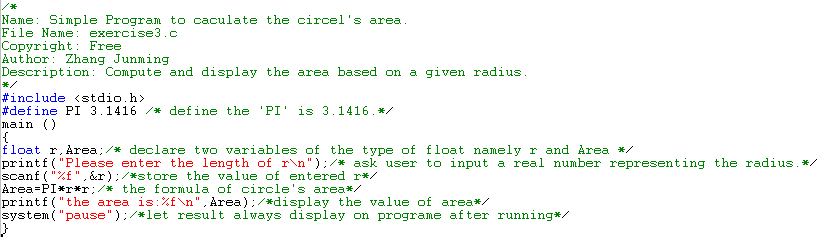 /*
Name: Simple Program to caculate the circel's area.
File Name: exercise3.c
Copyright: Free
Author: Zhang Junming
Description: Compute and display the area based on a given radius.
*/
#include <stdio.h>
#define PI 3.1416 /* define the 'PI' is 3.1416.*/
main ()
{
float r,Area;/* declare two variables of the type of float namely r and Area */
printf("Please enter the length of r\n");/* ask user to input a real number representing the radius.*/
scanf("%f",&r);/*store the value of entered r*/
Area=PI*r*r;/* the formula of circle's area*/
printf("the area is:%f\n",Area);/*display the value of area*/
system("pause");/*let result always display on programe after running*/
}